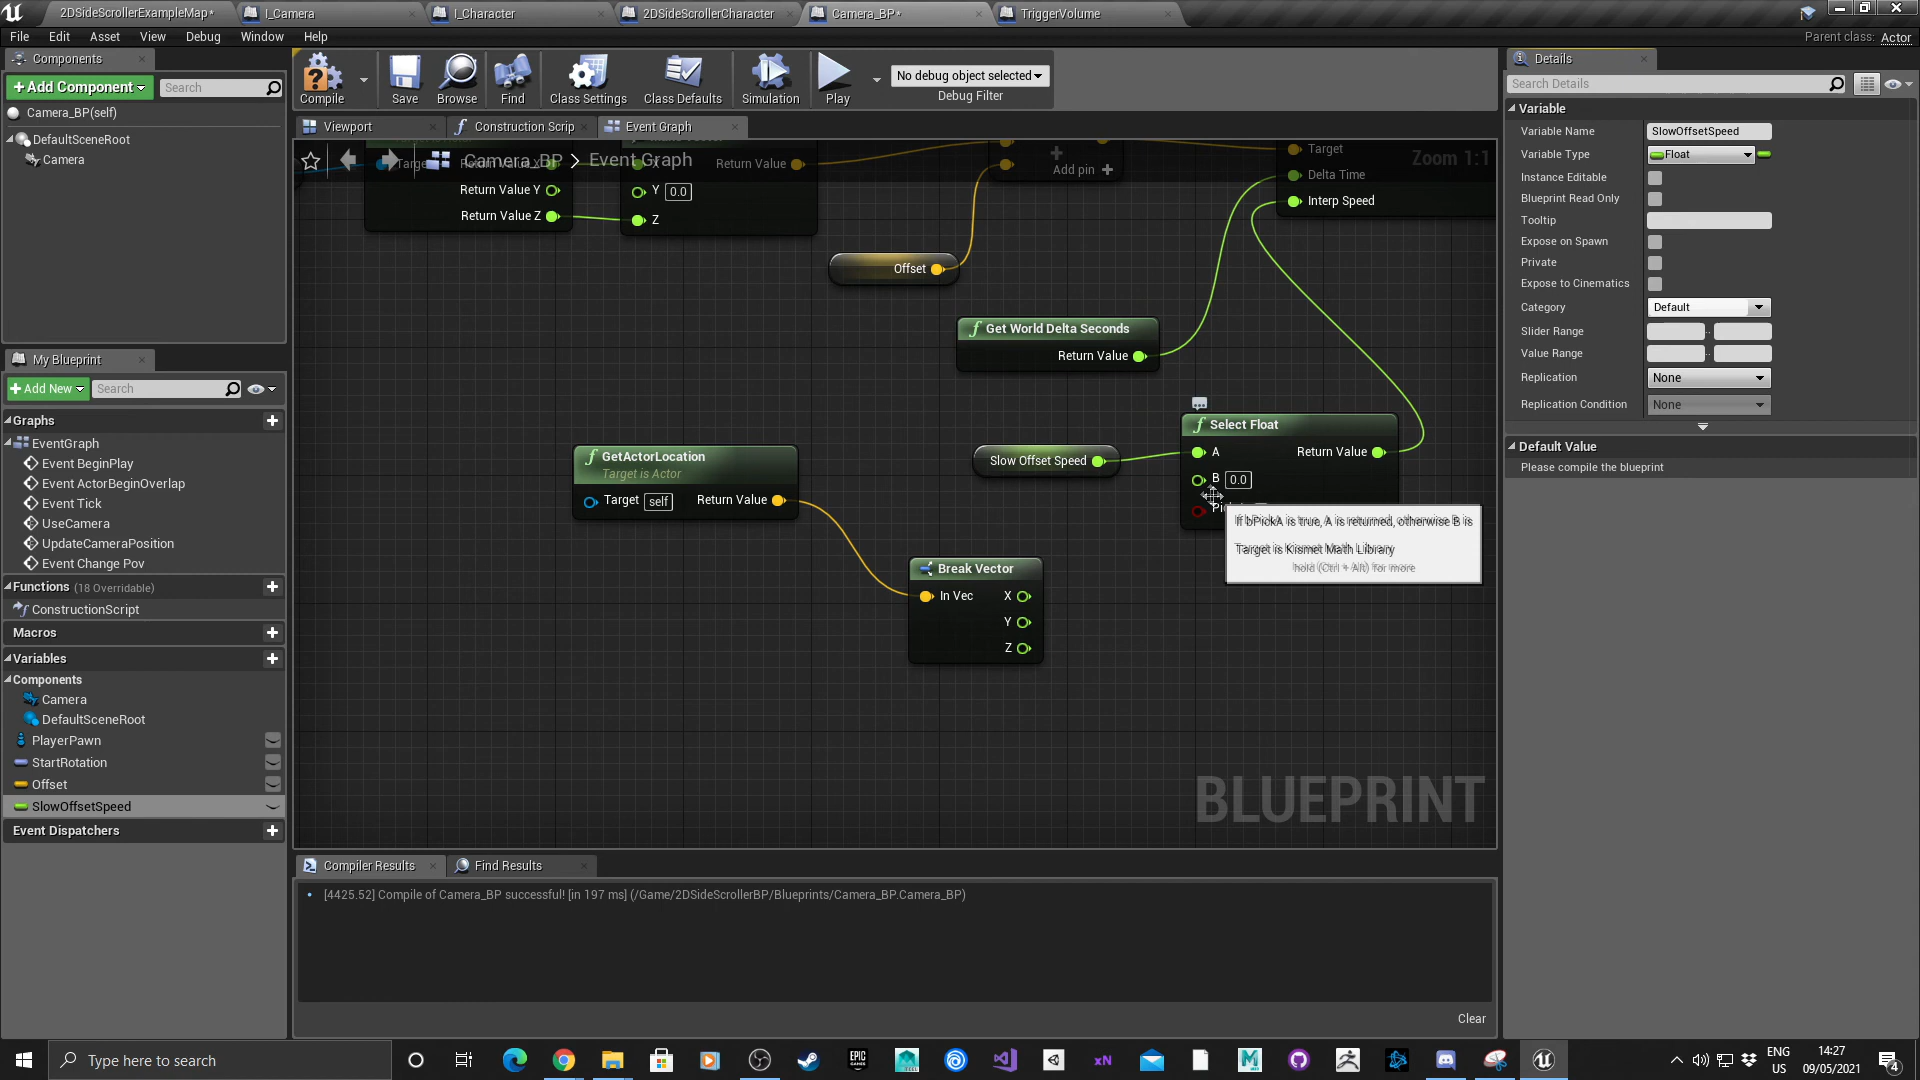 2DSideScrollerExampleMap*
I_Camera
I_Character
2DSideScrollerCharacter
Camera_BP*
TriggerVolume
File
Edit
Asset
View
Debug
Window
Help
Parent class: Actor
Components
+Add Component
Search
Camera_BP(self)
DefaultSceneRoot
Camera
My Blueprint
+Add New
Search
Graphs
EventGraph
Event BeginPlay
Event ActorBeginOverlap
Event Tick
UseCamera
UpdateCameraPosition
Event Change Pov
Functions (18 Overridable)
ConstructionScript
Macros
Variables
Components
Camera
DefaultSceneRoot
PlayerPawn
StartRotation
Offset
SlowOffsetSpeed
Event Dispatchers
Compile
Save
Browse
Find
Class Settings
Class Defaults
Simulation
Play
No debug object selected
Debug Filter
Viewport
Construction Scrip
Event Graph
Camera_BP > Event Graph
Zoom 1:1
Return Value
Return Value Y
Return Value Z
Y 0.0
Z
Return Value
Add pin +
Target
Delta Time
Interp Speed
Offset
Get World Delta Seconds
Return Value
GetActorLocation
Target is Actor
Target self
Return Value
Slow Offset Speed
Select Float
A
Return Value
B 0.0
If bPickA is true, A is returned, otherwise B is
Target is Kismet Math Library
hold (Ctrl + Alt) for more
Break Vector
In Vec
X
Y
Z
BLUEPRINT
Compiler Results
Find Results
[4425.52] Compile of Camera_BP successful! [in 197 ms] (/Game/2DSideScrollerBP/Blueprints/Camera_BP.Camera_BP)
Clear
Details
Search Details
Variable
Variable Name
SlowOffsetSpeed
Variable Type
Float
Instance Editable
Blueprint Read Only
Tooltip
Expose on Spawn
Private
Expose to Cinematics
Category
Default
Slider Range
Value Range
Replication
None
Replication Condition
None
Default Value
Please compile the blueprint
Type here to search
EPIC
GAMES
xN
ENG
US
14:27
09/05/2021
4